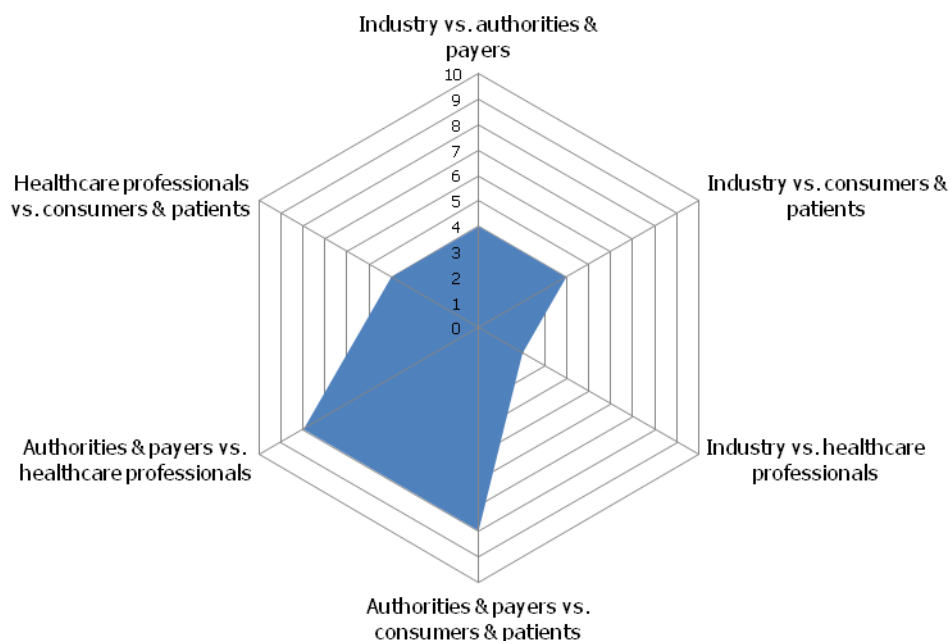 Industry vs. authorities &
payers
10
9
8
7
6
5
4
3
2
1
0
Industry vs. consumers &
patients
Industry vs. healthcare
professionals
Authorities & payers vs.
consumers & patients
Authorities & payers vs.
healthcare professionals
Healthcare professionals
vs. consumers & patients